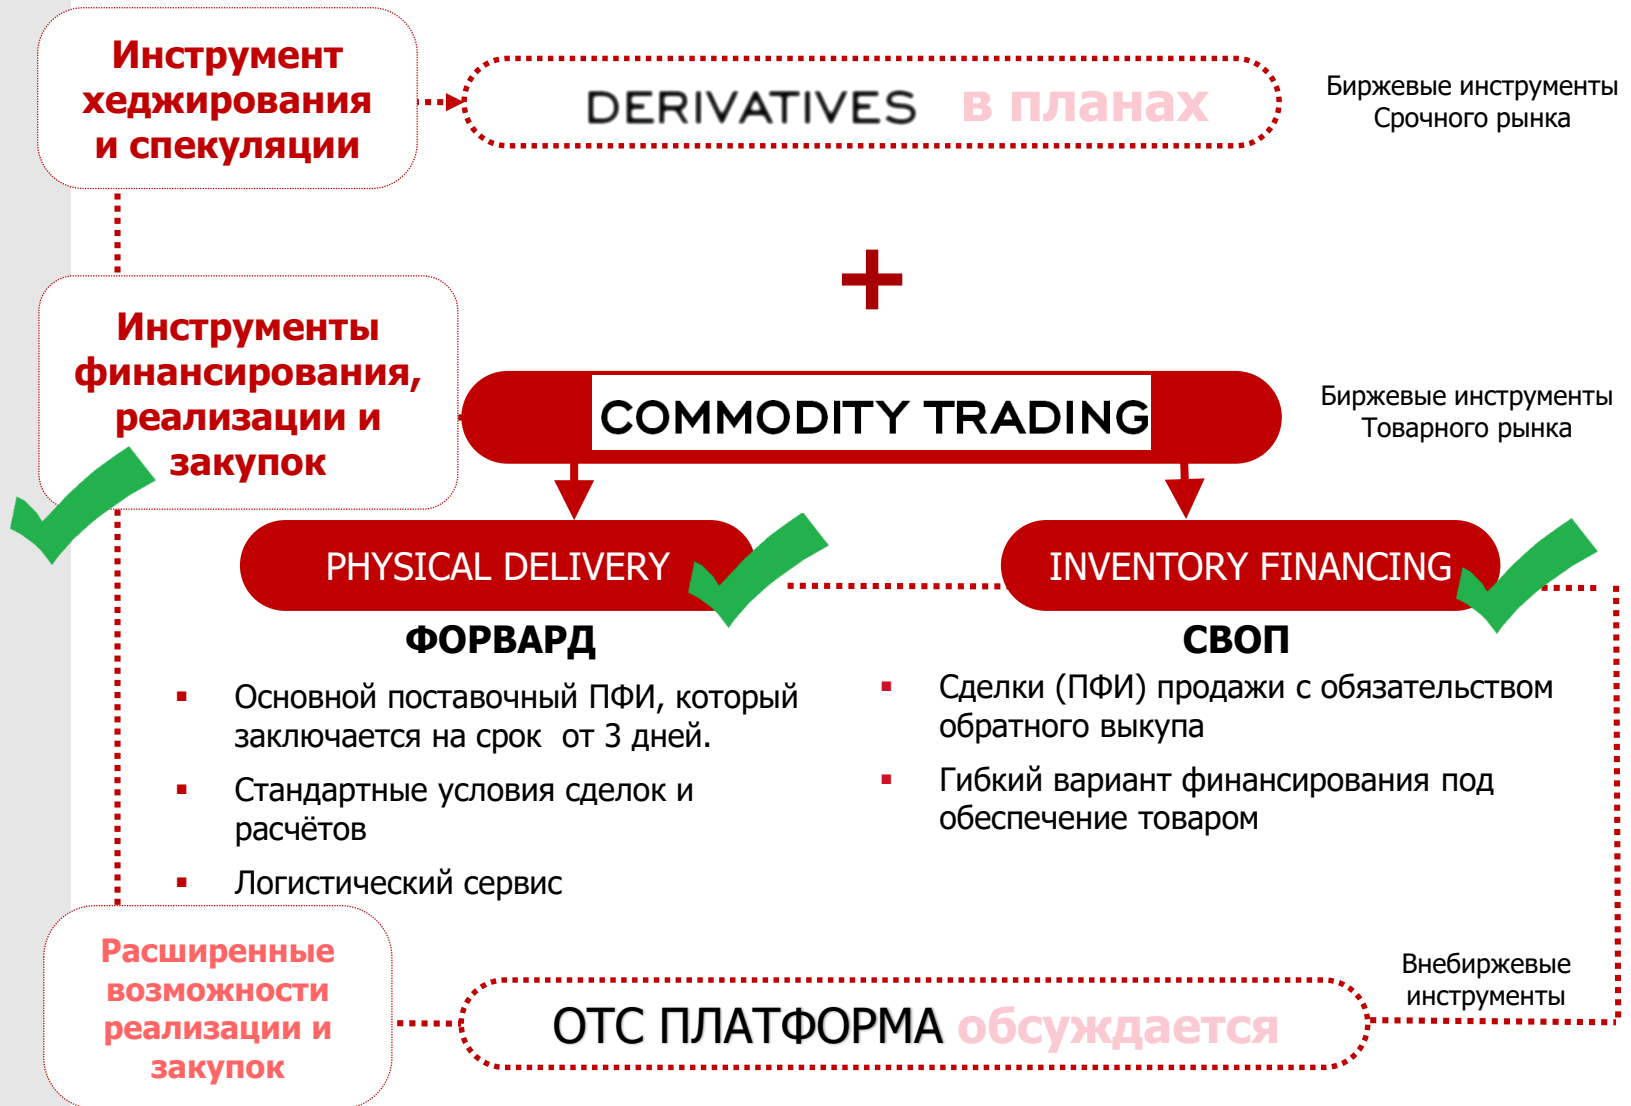 Инструмент
хеджирования
и спекуляции
DERIVATIVES в планах
Биржевые инструменты
Срочного рынка
+
Инструменты
финансирования,
реализации и
закупок
COMMODITY TRADING
Биржевые инструменты
Товарного рынка
PHYSICAL DELIVERY
INVENTORY FINANCING
ФОРВАРД
▪ Основной поставочный ПФИ, который
заключается на срок от 3 дней.
▪ Стандартные условия сделок и
расчётов
▪ Логистический сервис
СВОП
▪ Сделки (ПФИ) продажи с обязательством
обратного выкупа
▪ Гибкий вариант финансирования под
обеспечение товаром
Расширенные
возможности
реализации и
закупок
ОТС ПЛАТФОРМА обсуждается
Внебиржевые
инструменты